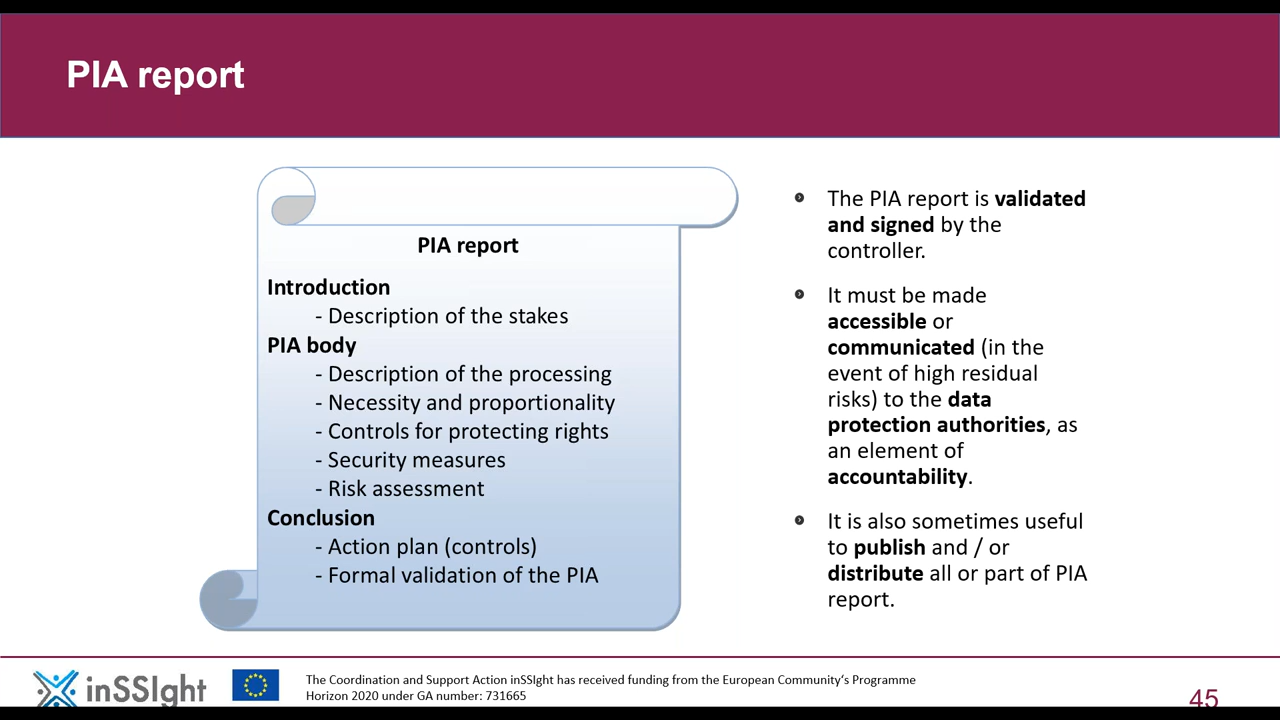 PIA report
PIA report
Introduction
- Description of the stakes
PIA body
- Description of the processing
- Necessity and proportionality
- Controls for protecting rights
- Security measures
- Risk assessment
Conclusion
- Action plan (controls)
- Formal validation of the PIA
The PIA report is validated
and signed by the
controller.
It must be made
accessible or
communicated (in the
event of high residual
risks) to the data
protection authorities, as
an element of
accountability.
It is also sometimes useful
to publish and / or
distribute all or part of PIA
report.
inSSIght
The Coordination and Support Action inSSIght has received funding from the European Community's Programme
Horizon 2020 under GA number: 731665
45